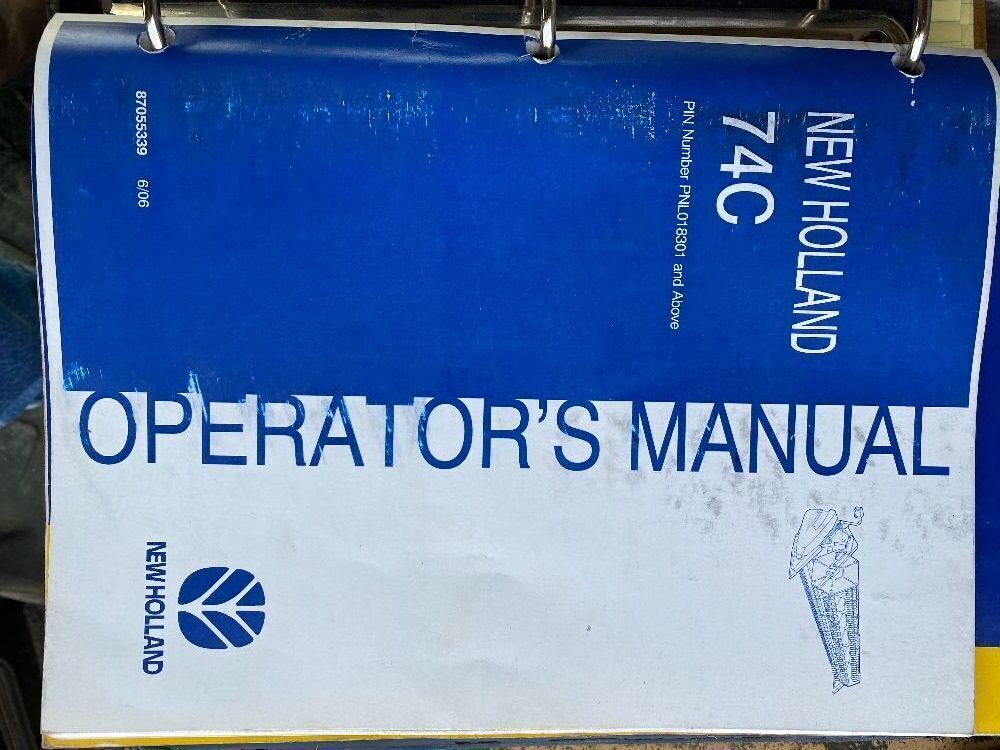 NEW HOLLAND
74C
PIN Number PNL018301 and Above
87055339 6/06
OPERATOR'S MANUAL
NEW HOLLAND